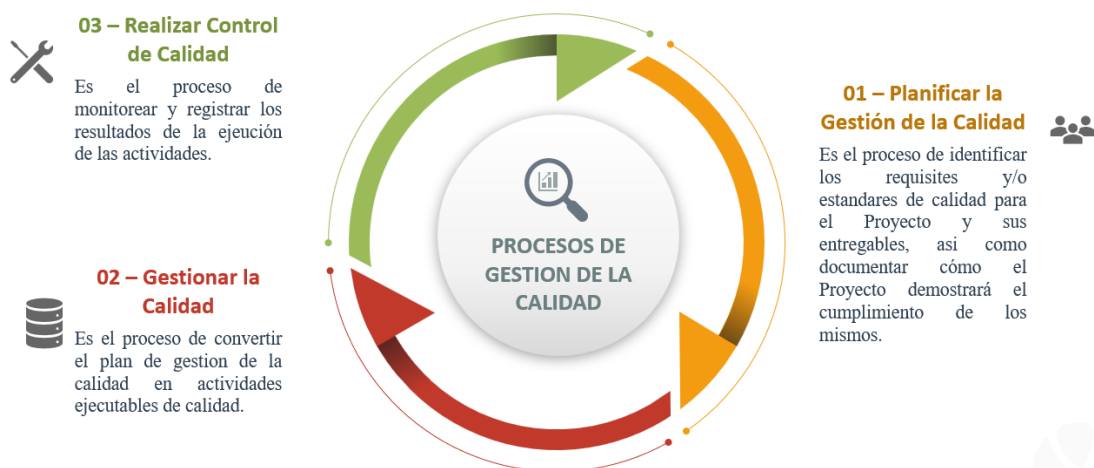 03 – Realizar Control
de Calidad
Es el proceso de
monitorear y registrar los
resultados de la ejeución
de las actividades.
01 – Planificar la
Gestión de la Calidad
Es el proceso de identificar
los requisites y/o
estandares de calidad para
el Proyecto y sus
entregables, asi como
documentar cómo el
Proyecto demostrará el
cumplimiento de los
mismos.
PROCESOS DE
GESTION DE LA
CALIDAD
02 – Gestionar la
Calidad
Es el proceso de convertir
el plan de gestion de la
calidad en actividades
ejecutables de calidad.